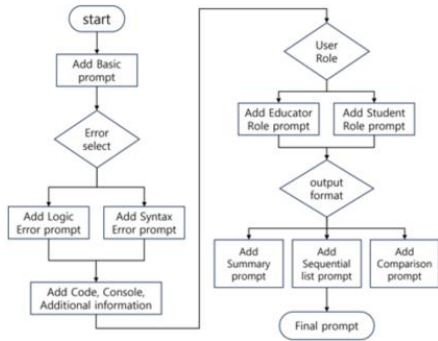 start
Add Basic
prompt
Error
select
Add Logic
Error prompt
Add Syntax
Error prompt
Add Code, Console,
Additional information
User
Role
Add Educator
Role prompt
Add Student
Role prompt
output
format
Add
Summary
prompt
Add
Sequential
list prompt
Add
Comparison
prompt
Final prompt